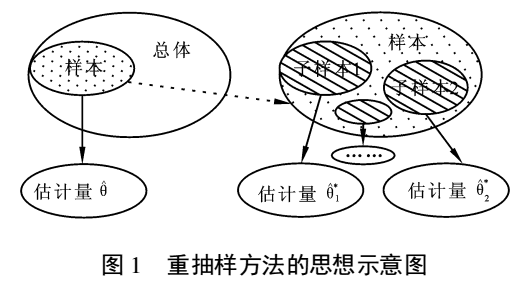 总体
样本
样本
子样本1
子样本2
……
估计量 θ̂
估计量 θ̂₁*
估计量 θ̂₂*
图 1 重抽样方法的思想示意图